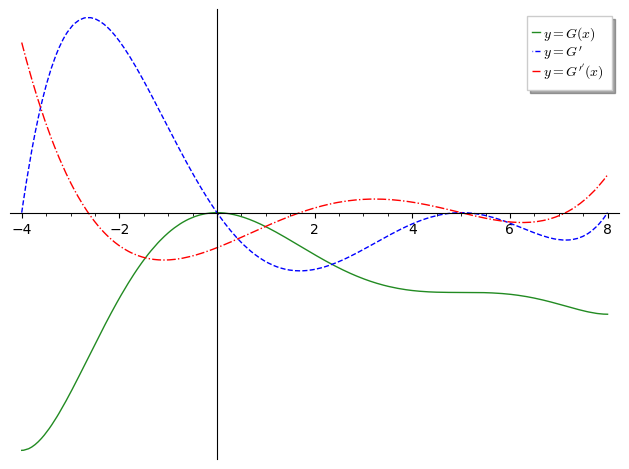 y = G(x)
y = G'
y = G''(x)
−4 −2 2 4 6 8